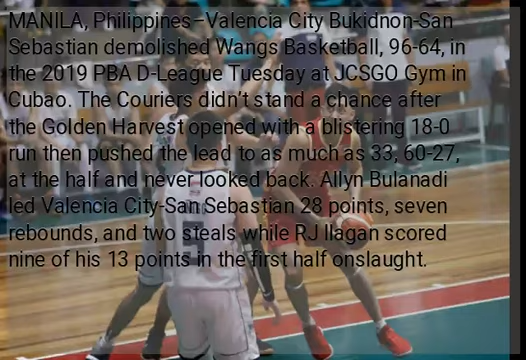 MANILA, Philippines–Valencia City Bukidnon-San
Sebastian demolished Wangs Basketball, 96-64, in
the 2019 PBA D-League Tuesday at JCSGO Gym in
Cubao. The Couriers didn’t stand a chance after
the Golden Harvest opened with a blistering 18-0
run then pushed the lead to as much as 33, 60-27,
at the half and never looked back. Allyn Bulanadi
led Valencia City-San Sebastian 28 points, seven
rebounds, and two steals while RJ Ilagan scored
nine of his 13 points in the first half onslaught.
5